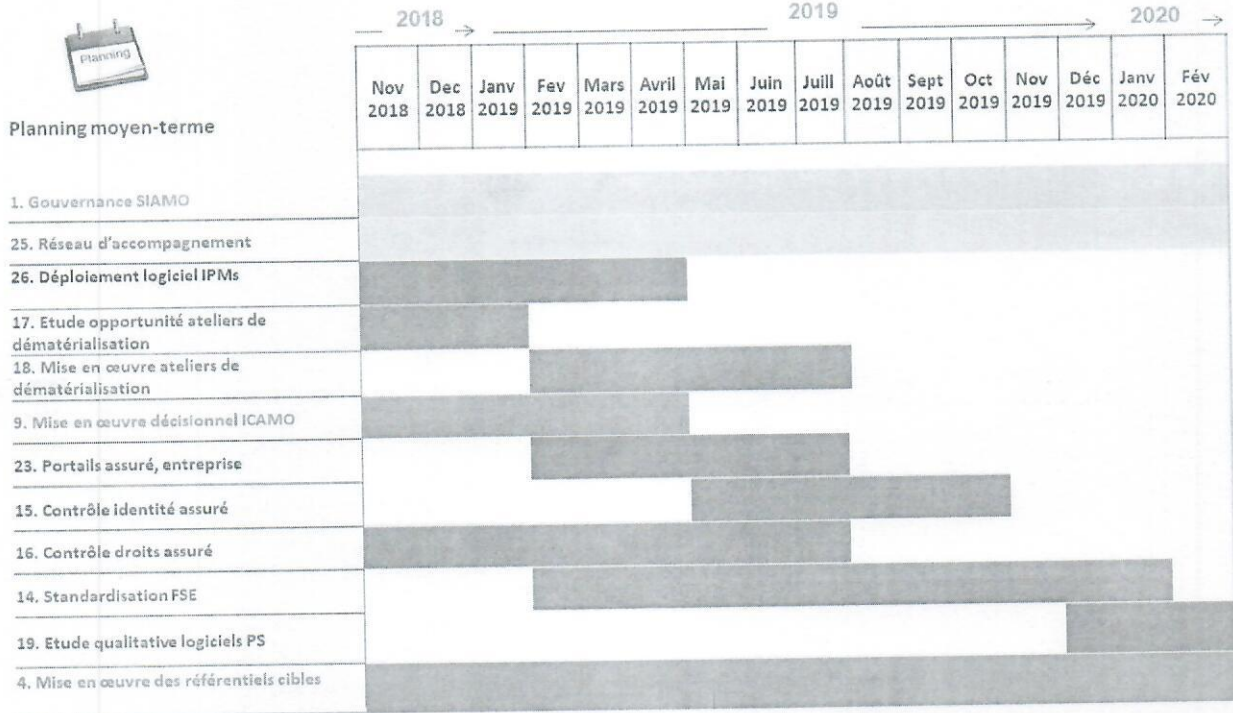 2018
2019
2020
Planning
Planning moyen-terme
Nov 2018
Dec 2018
Janv 2019
Fev 2019
Mars 2019
Avril 2019
Mai 2019
Juin 2019
Juill 2019
Août 2019
Sept 2019
Oct 2019
Nov 2019
Déc 2019
Janv 2020
Fév 2020
1. Gouvernance SIAMO
25. Réseau d'accompagnement
26. Déploiement logiciel IPMs
17. Etude opportunité ateliers de
dématérialisation
18. Mise en œuvre ateliers de
dématérialisation
9. Mise en œuvre décisionnel ICAMO
23. Portails assuré, entreprise
15. Contrôle identité assuré
16. Contrôle droits assuré
14. Standardisation FSE
19. Etude qualitative logiciels PS
4. Mise en œuvre des référentiels cibles